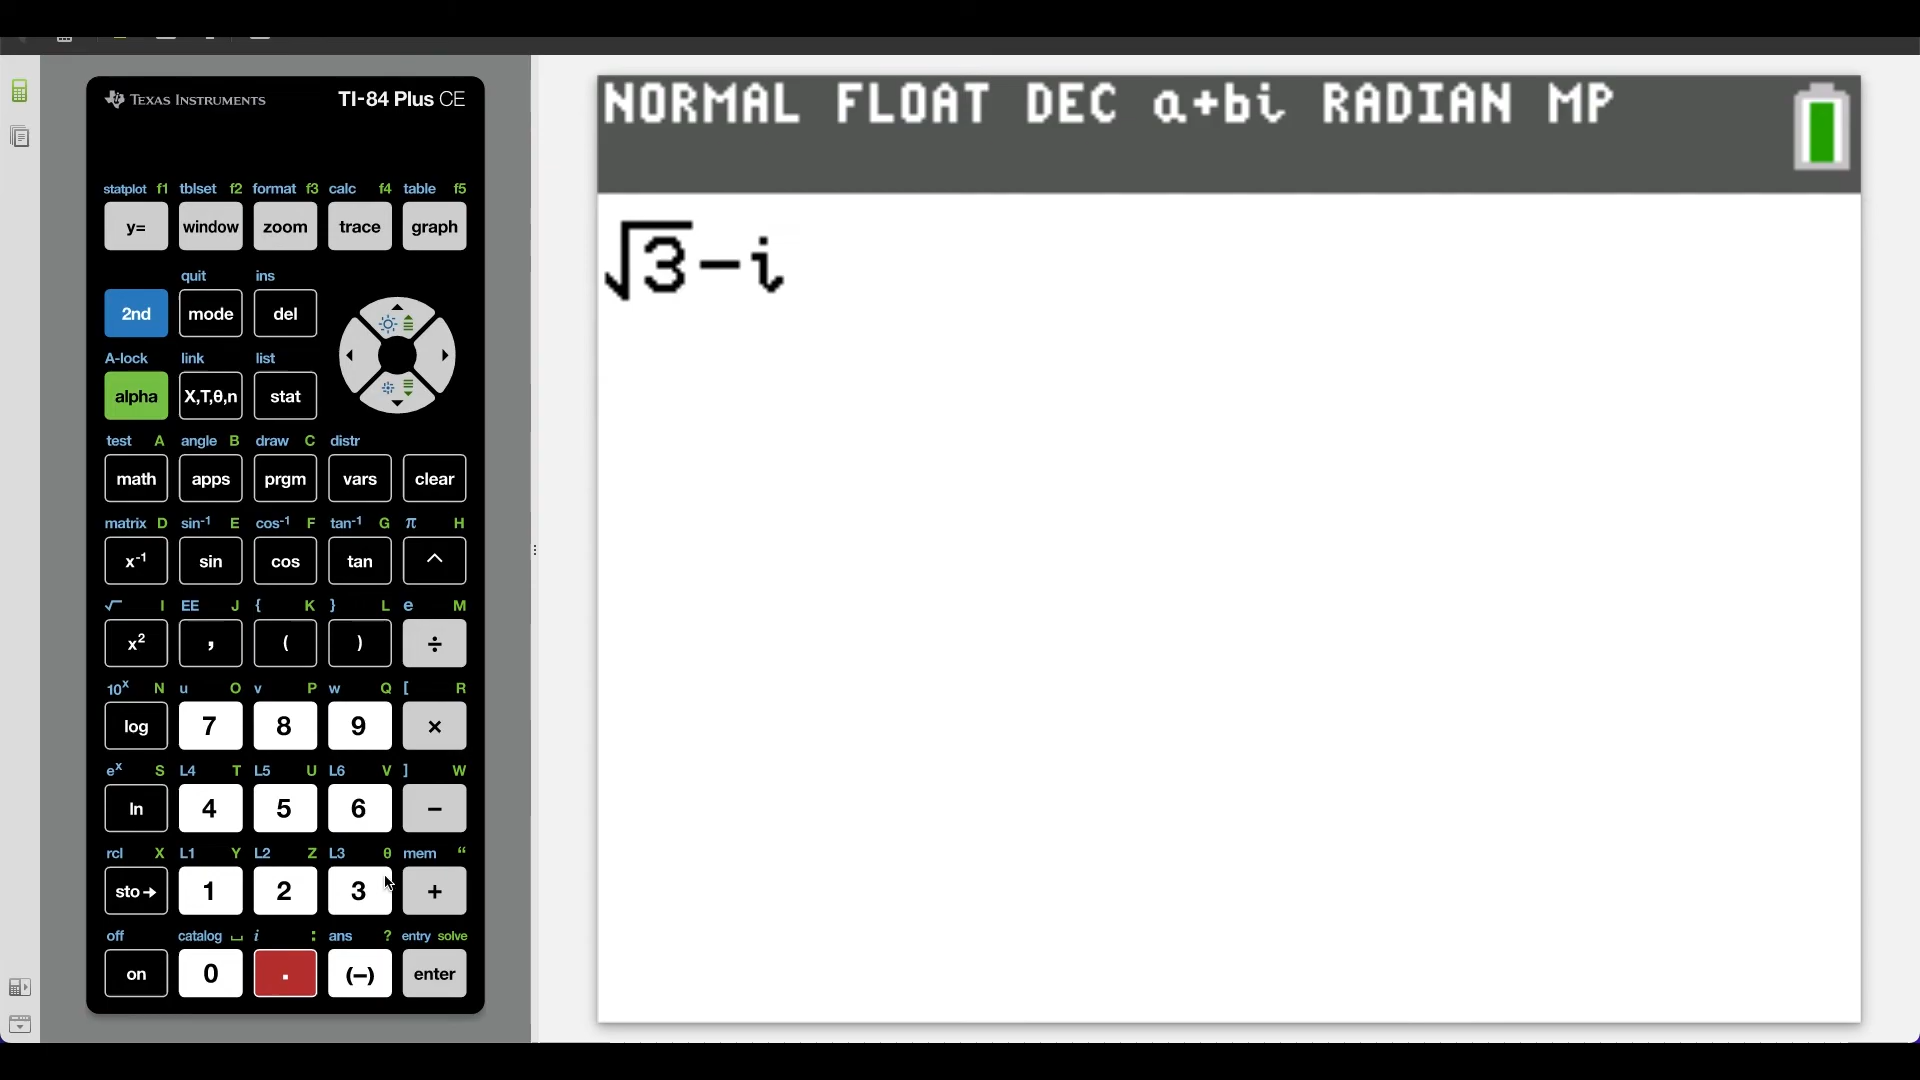 TEXAS INSTRUMENTS TI-84 Plus CE
NORMAL FLOAT DEC a+bi RADIAN MP
√3-i
statplot f1 tblset f2 format f3 calc f4 table f5
y= window zoom trace graph
quit ins
2nd mode del
A-lock link list
alpha X,T,θ,n stat
test A angle B draw C distr
math apps prgm vars clear
matrix D sin⁻¹ E cos⁻¹ F tan⁻¹ G π H
x⁻¹ sin cos tan ^
√ I EE J { K } L e M
x² , ( ) ÷
10ˣ N u O v P w Q [ R
log 7 8 9 ×
eˣ S L4 T L5 U L6 V ] W
ln 4 5 6 −
rcl X L1 Y L2 Z L3 θ mem “
sto→ 1 2 3 +
off catalog ⎵ i : ans ? entry solve
on 0 . (−) enter